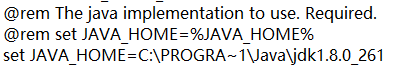 @rem The java implementation to use. Required.
@rem set JAVA_HOME=%JAVA_HOME%
set JAVA_HOME=C:\PROGRA~1\Java\jdk1.8.0_261